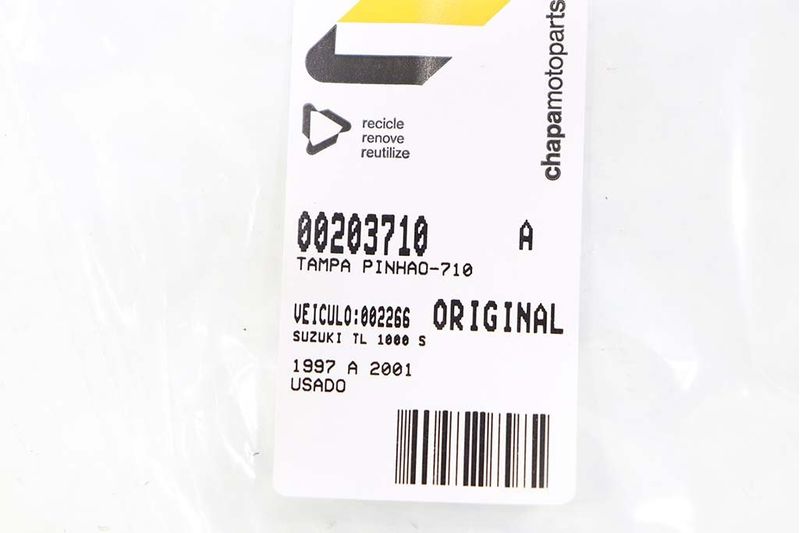 chapamotoparts
recicle
renove
reutilize
00203710 A
TAMPA PINHAO-710
VEICULO:002266 ORIGINAL
SUZUKI TL 1000 S
1997 A 2001
USADO